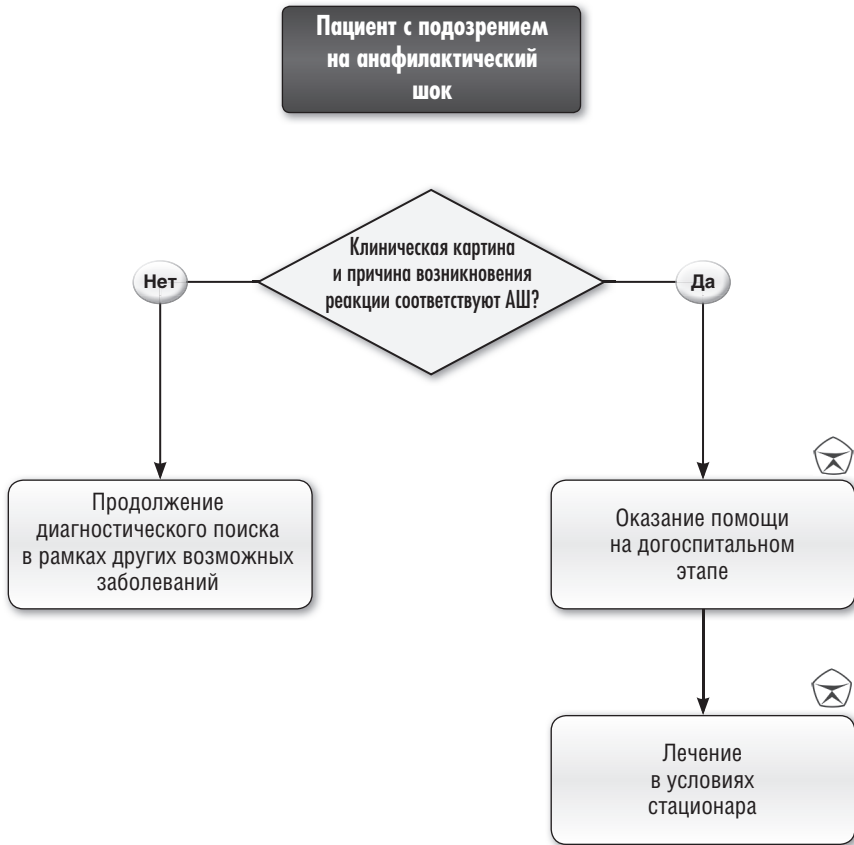 Пациент с подозрением
на анафилактический
шок
Клиническая картина
и причина возникновения
реакции соответствуют АШ?
Нет
Да
Продолжение
диагностического поиска
в рамках других возможных
заболеваний
Оказание помощи
на догоспитальном
этапе
Лечение
в условиях
стационара